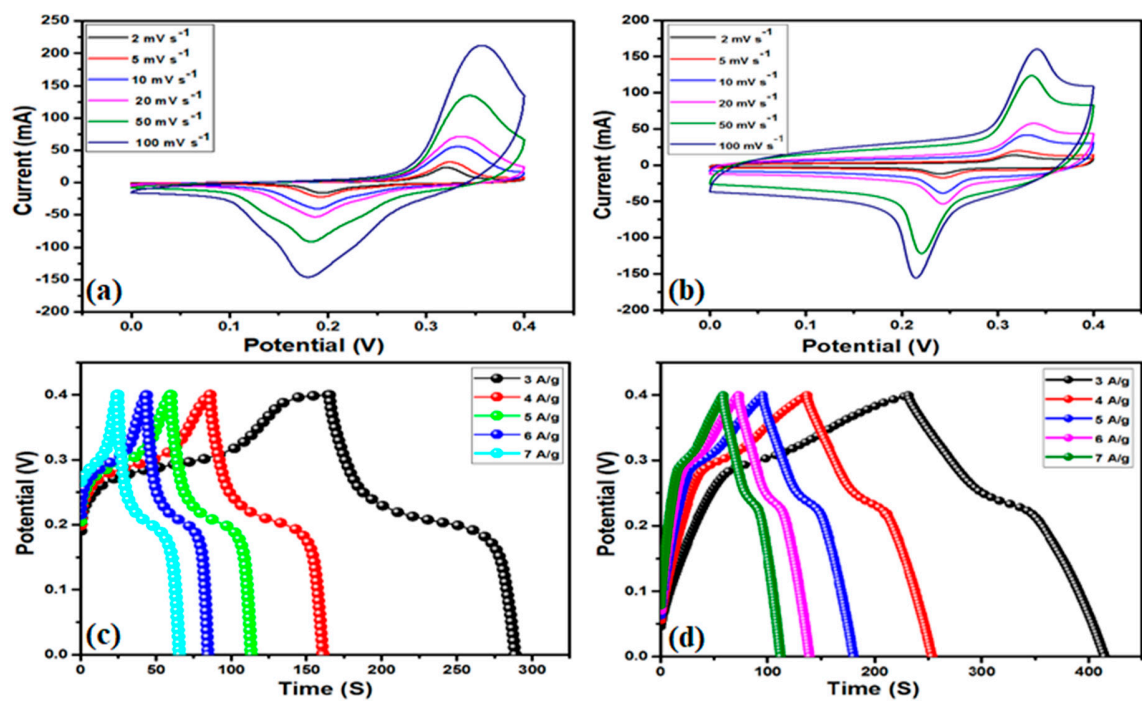 250
200
150
100
50
0
-50
-100
-150
-200
Current (mA)
2 mV s⁻¹
5 mV s⁻¹
10 mV s⁻¹
20 mV s⁻¹
50 mV s⁻¹
100 mV s⁻¹
(a)
0.0 0.1 0.2 0.3 0.4
Potential (V)
200
150
100
50
0
-50
-100
-150
-200
Current (mA)
2 mV s⁻¹
5 mV s⁻¹
10 mV s⁻¹
20 mV s⁻¹
50 mV s⁻¹
100 mV s⁻¹
(b)
0.0 0.1 0.2 0.3 0.4
Potential (V)
0.4
0.3
0.2
0.1
0.0
Potential (V)
3 A/g
4 A/g
5 A/g
6 A/g
7 A/g
(c)
0 50 100 150 200 250 300
Time (S)
0.4
0.3
0.2
0.1
0.0
Potential (V)
3 A/g
4 A/g
5 A/g
6 A/g
7 A/g
(d)
0 100 200 300 400
Time (S)